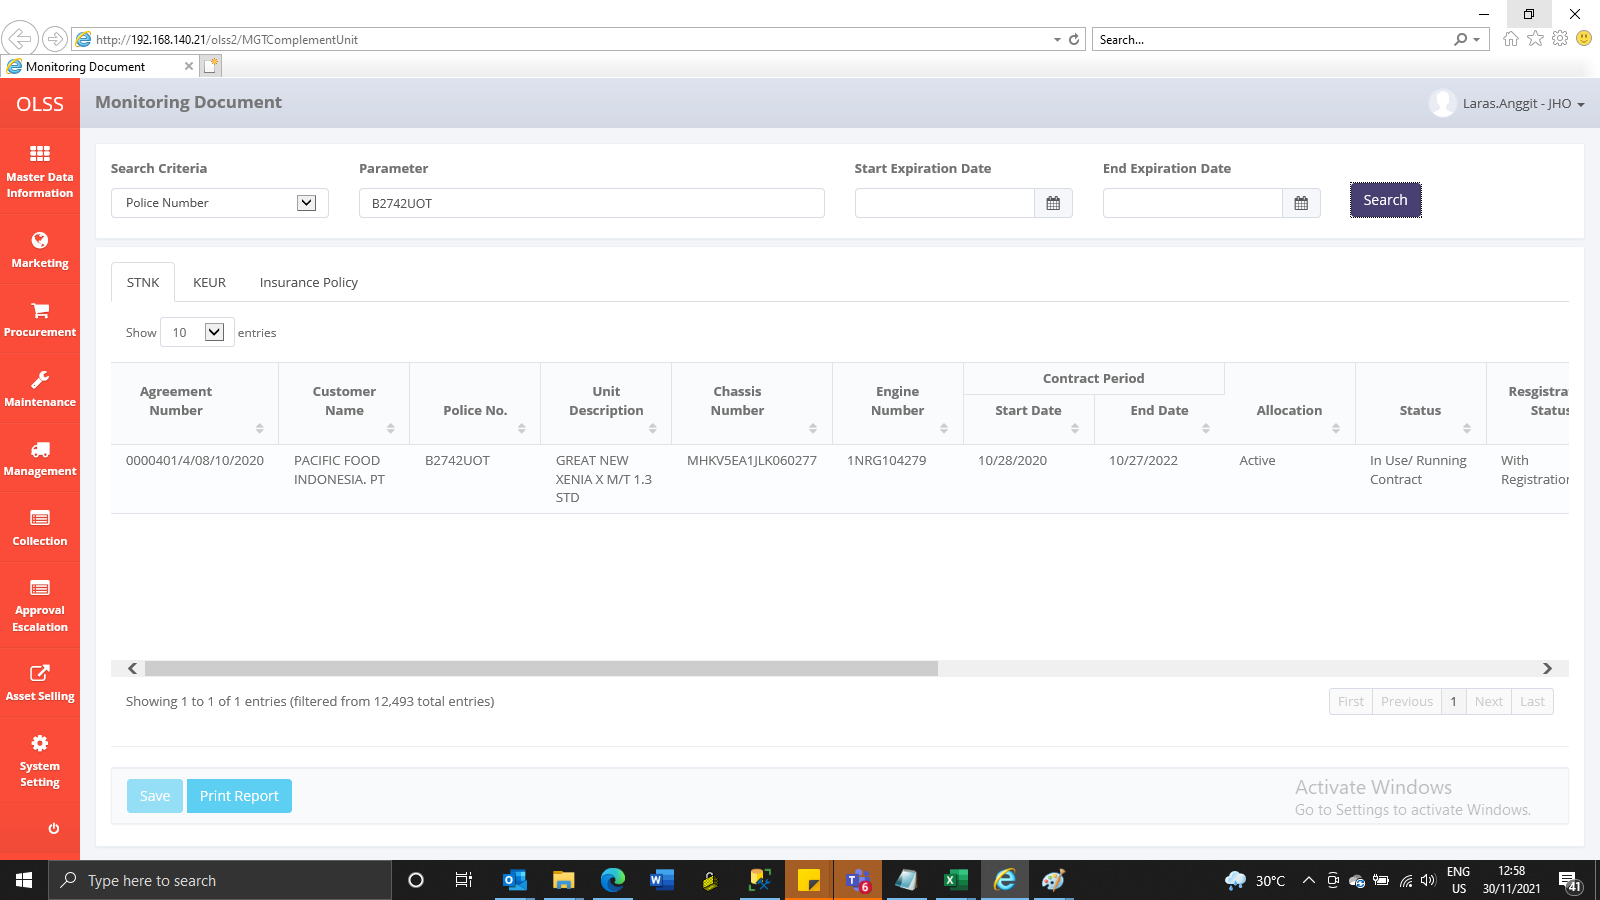 http://192.168.140.21/olss2/MGTComplementUnit
Search...
Monitoring Document
OLSS
Monitoring Document
Laras.Anggit - JHO
Master Data
Information
Marketing
Procurement
Maintenance
Management
Collection
Approval
Escalation
Asset Selling
System
Setting
Search Criteria
Parameter
Start Expiration Date
End Expiration Date
Police Number
B2742UOT
Search
STNK
KEUR
Insurance Policy
Show 10 entries
Agreement Number
Customer Name
Police No.
Unit Description
Chassis Number
Engine Number
Contract Period
Start Date
End Date
Allocation
Status
Resgistra
Status
0000401/4/08/10/2020
PACIFIC FOOD
INDONESIA. PT
B2742UOT
GREAT NEW
XENIA X M/T 1.3
STD
MHKV5EA1JLK060277
1NRG104279
10/28/2020
10/27/2022
Active
In Use/ Running
Contract
With
Registration
Showing 1 to 1 of 1 entries (filtered from 12,493 total entries)
First Previous 1 Next Last
Save
Print Report
Activate Windows
Go to Settings to activate Windows.
Type here to search
6
30°C
ENG
US
12:58
30/11/2021
41